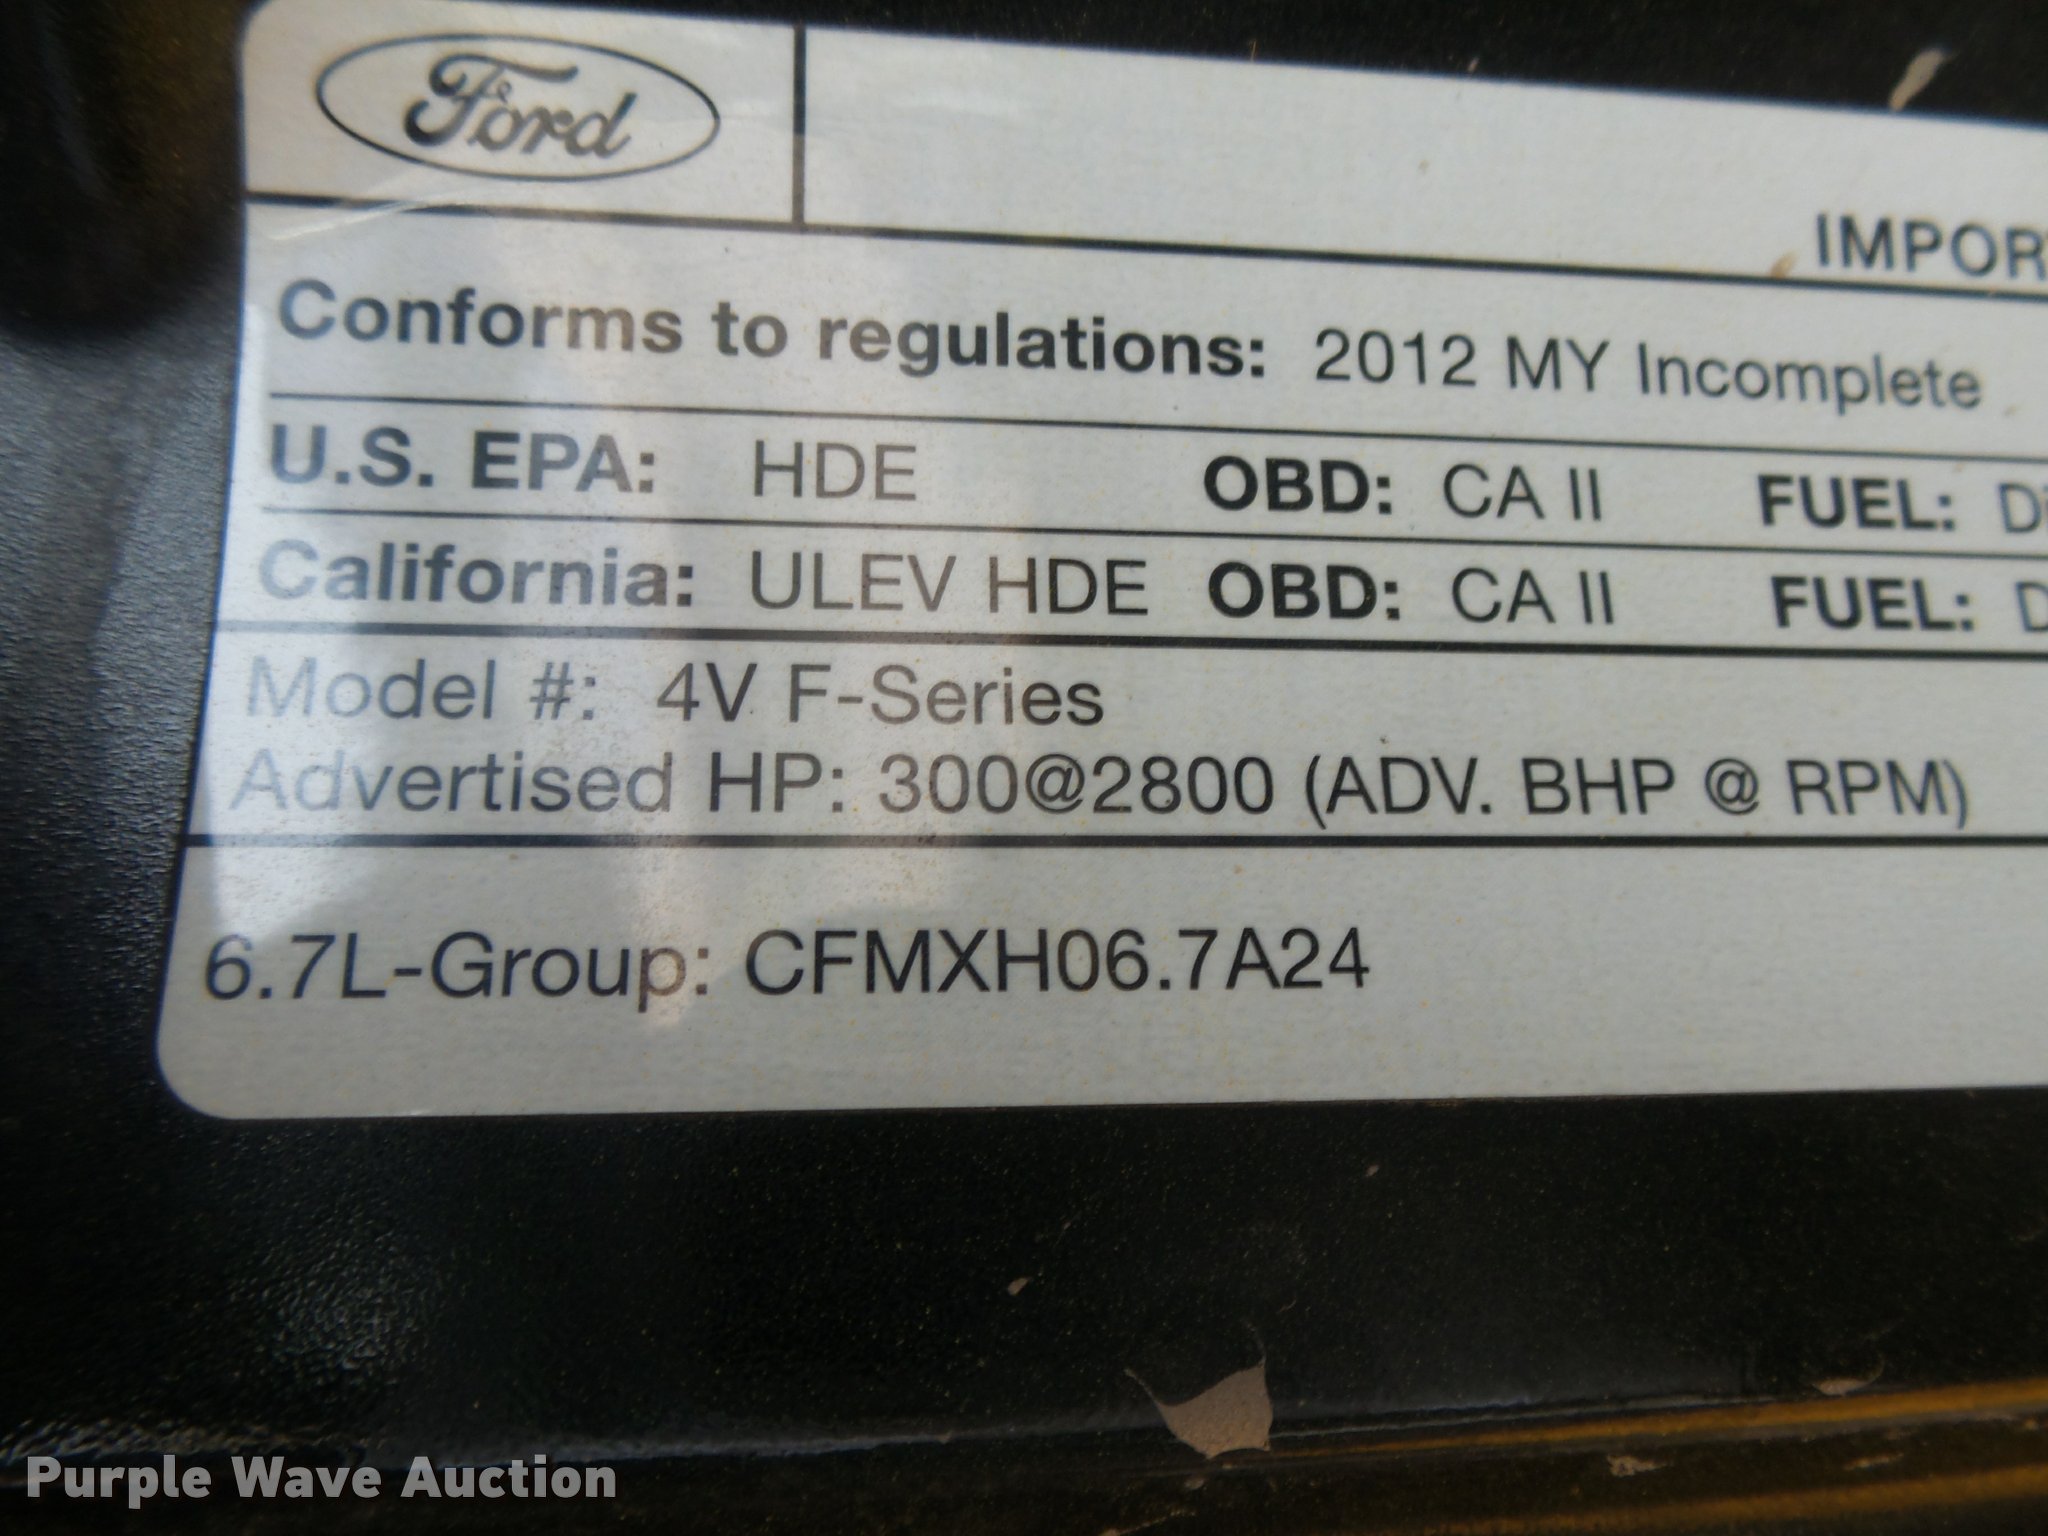 Ford
IMPOR
Conforms to regulations: 2012 MY Incomplete
U.S. EPA: HDE OBD: CA II FUEL: Di
California: ULEV HDE OBD: CA II FUEL: D
Model #: 4V F-Series
Advertised HP: 300@2800 (ADV. BHP @ RPM)
6.7L-Group: CFMXH06.7A24
Purple Wave Auction